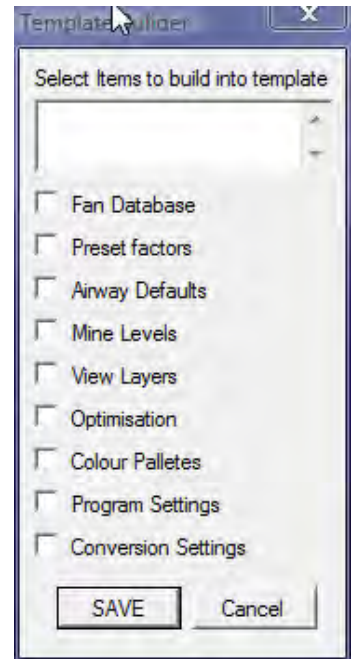 Template Builder
X
Select Items to build into template
Fan Database
Preset factors
Airway Defaults
Mine Levels
View Layers
Optimisation
Colour Palletes
Program Settings
Conversion Settings
SAVE Cancel